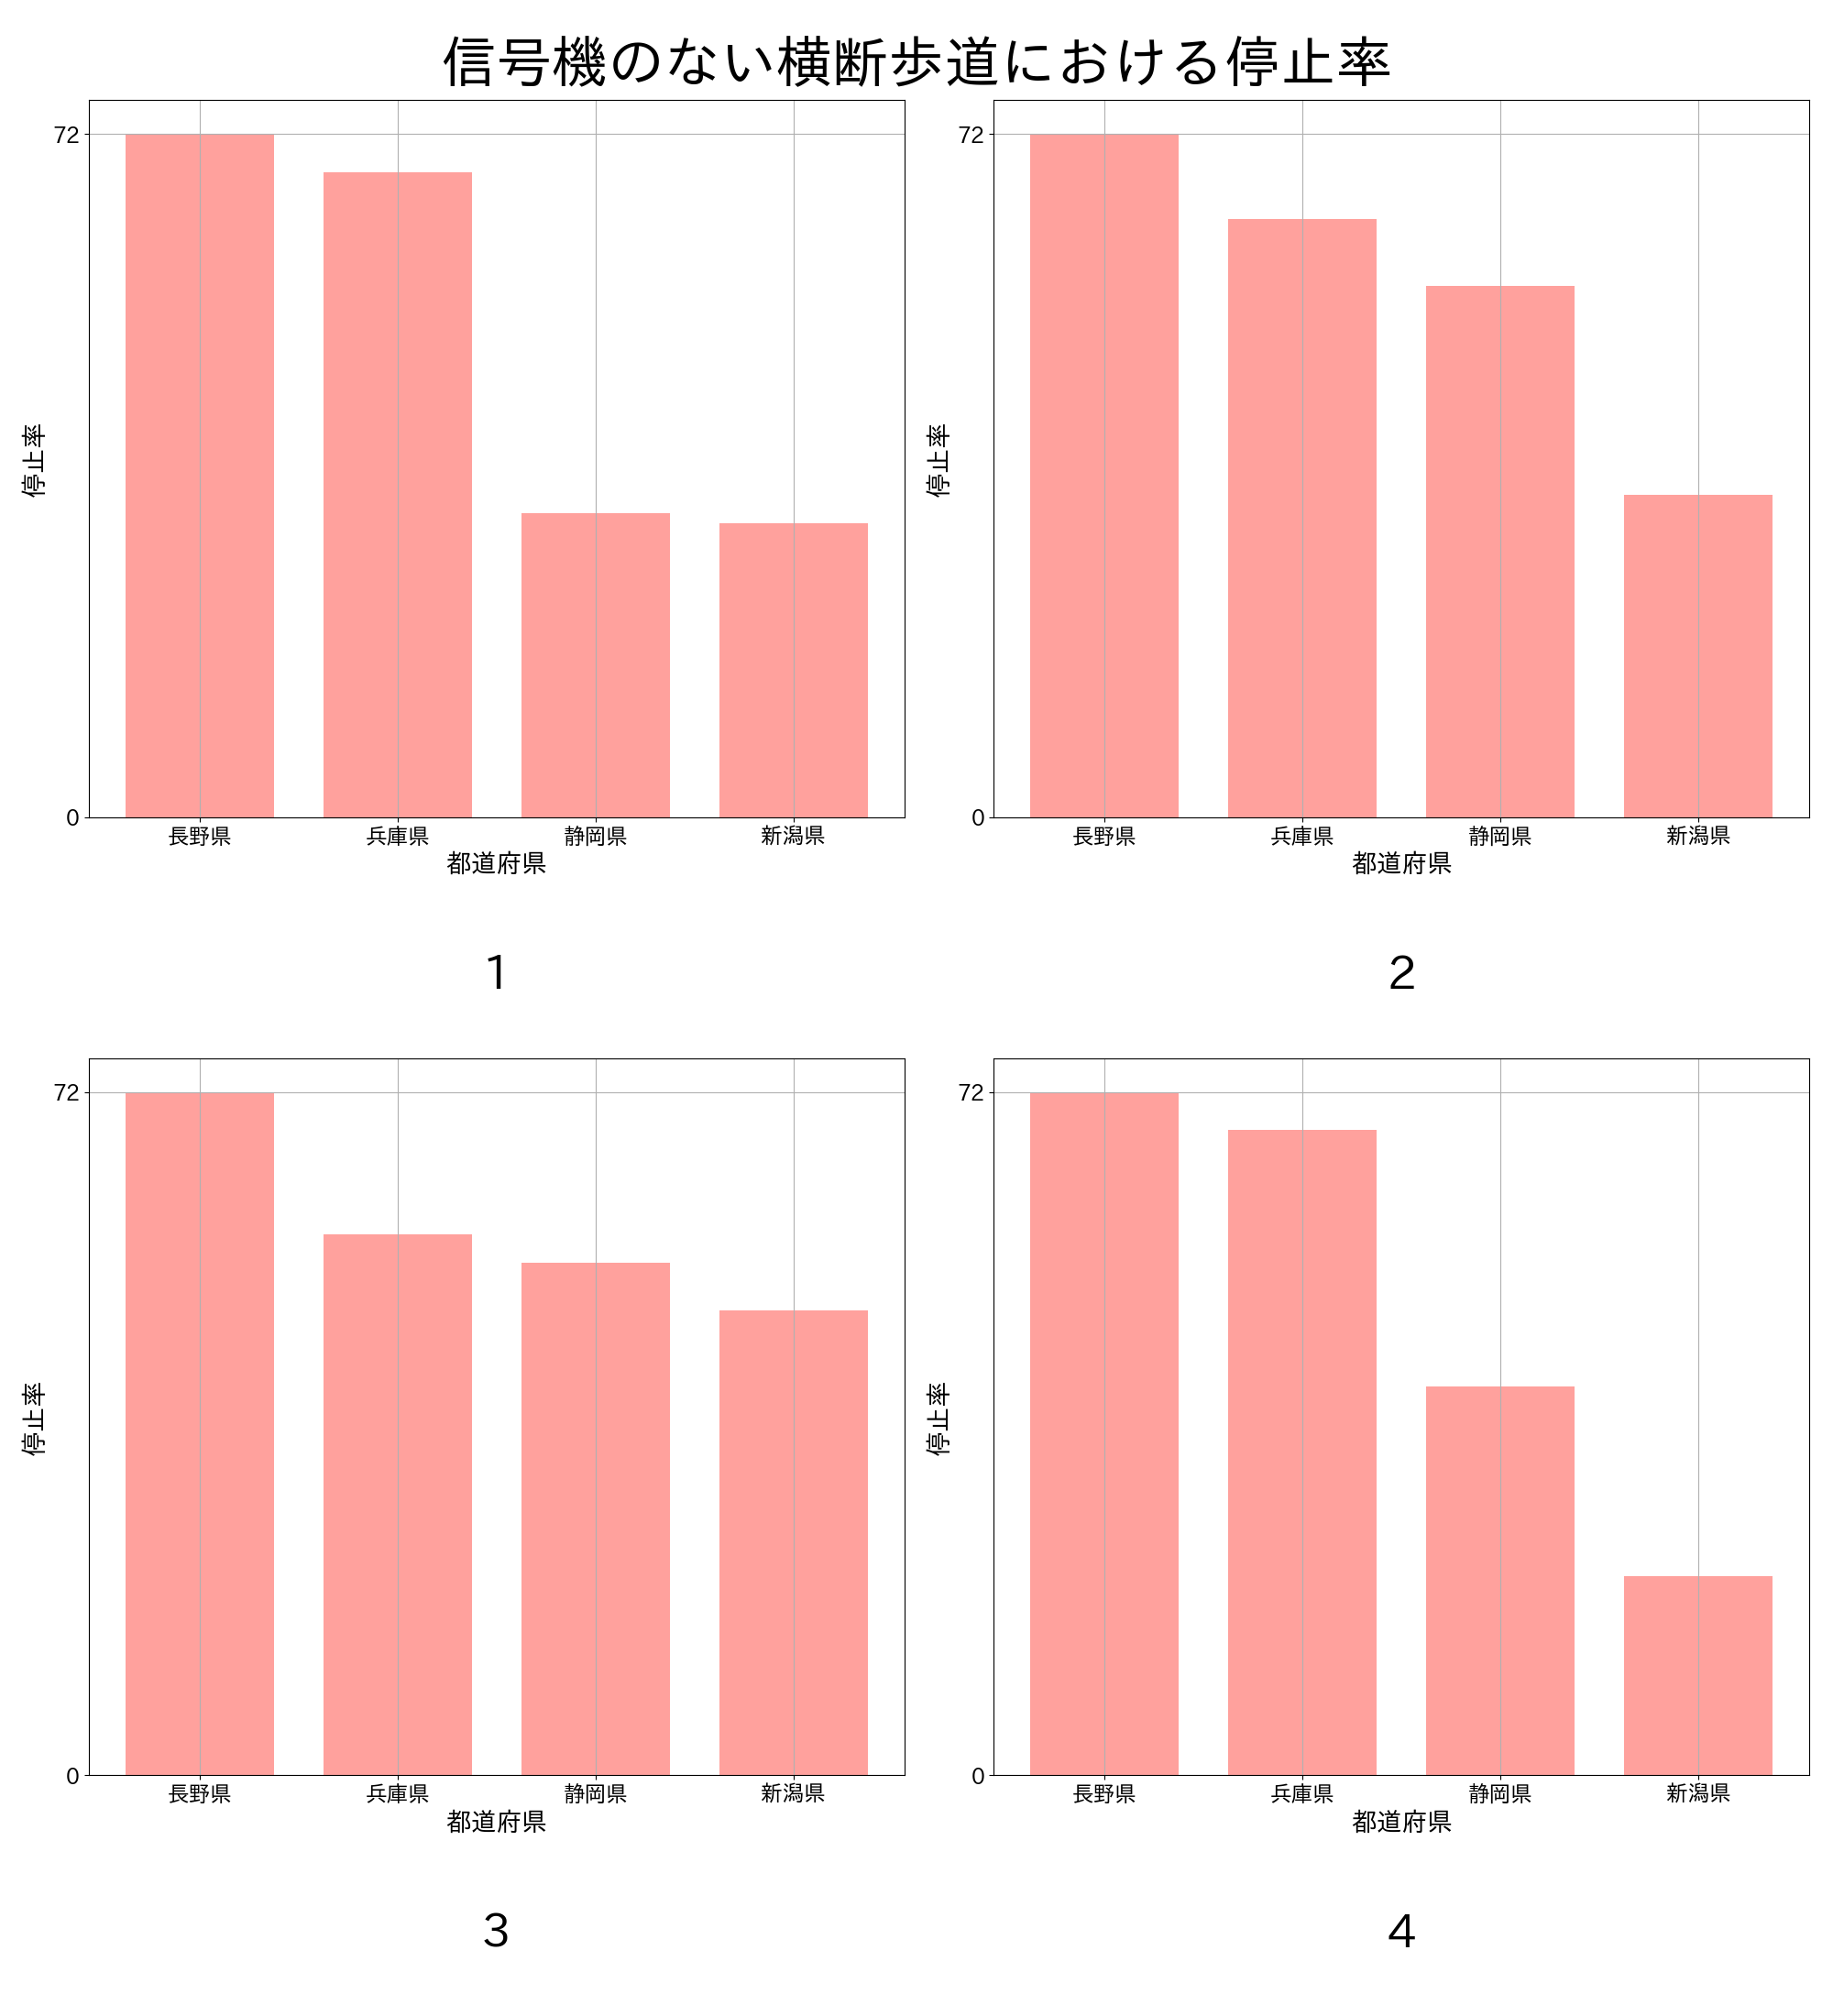 信号機のない横断歩道における停止率
72
0
停止率
長野県 兵庫県 静岡県 新潟県
都道府県
1
72
0
停止率
長野県 兵庫県 静岡県 新潟県
都道府県
2
72
0
停止率
長野県 兵庫県 静岡県 新潟県
都道府県
3
72
0
停止率
長野県 兵庫県 静岡県 新潟県
都道府県
4